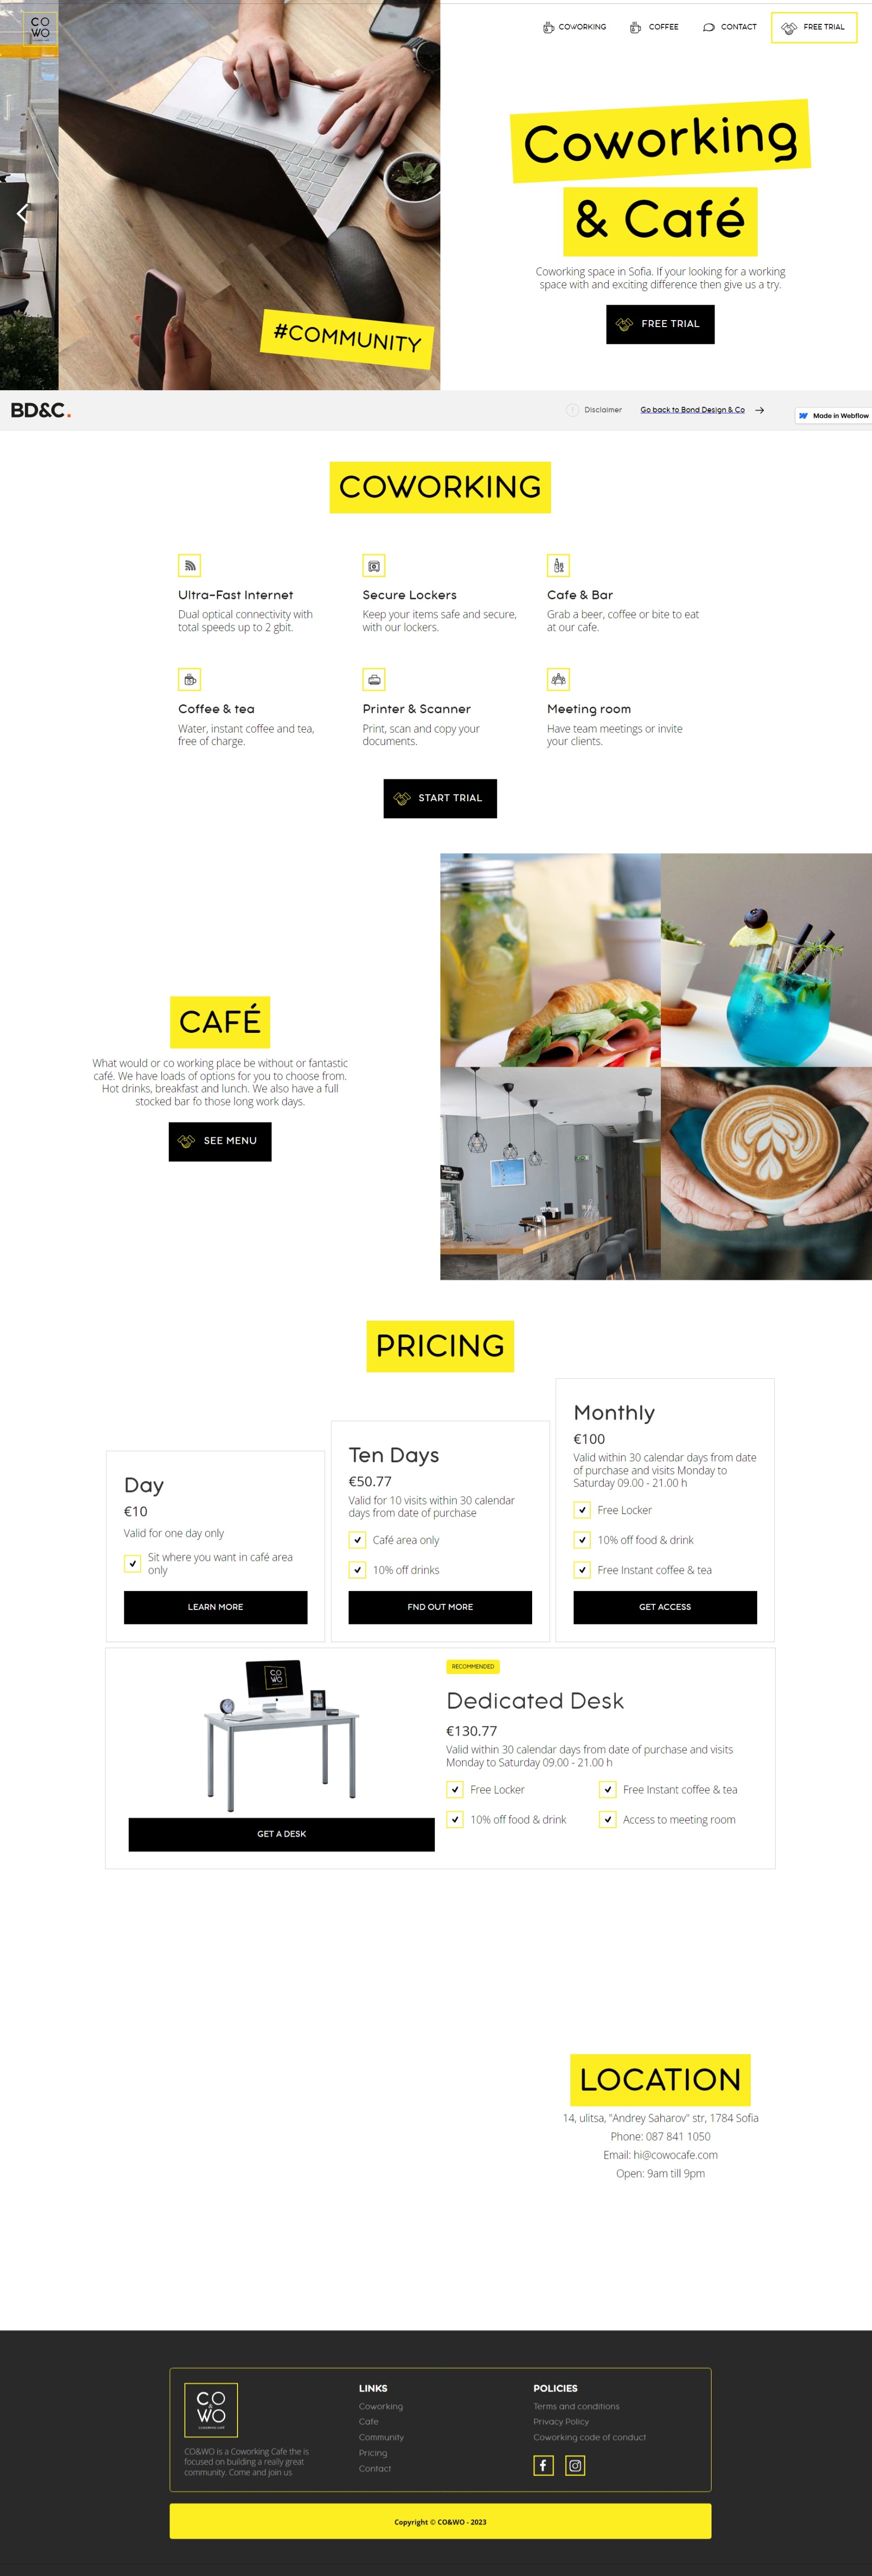 CO
WO
COWORKING
COFFEE
CONTACT
FREE TRIAL
Coworking
& Café
Coworking space in Sofia. If your looking for a working
space with and exciting difference then give us a try.
FREE TRIAL
#COMMUNITY
BD&C.
Disclaimer
Go back to Bond Design & Co
Made in Webflow
COWORKING
Ultra-Fast Internet
Dual optical connectivity with
total speeds up to 2 gbit.
Secure Lockers
Keep your items safe and secure,
with our lockers.
Cafe & Bar
Grab a beer, coffee or bite to eat
at our cafe.
Coffee & tea
Water, instant coffee and tea,
free of charge.
Printer & Scanner
Print, scan and copy your
documents.
Meeting room
Have team meetings or invite
your clients.
START TRIAL
CAFÉ
What would or co working place be without or fantastic
café. We have loads of options for you to choose from.
Hot drinks, breakfast and lunch. We also have a full
stocked bar fo those long work days.
SEE MENU
PRICING
Day
€10
Valid for one day only
Sit where you want in café area
only
LEARN MORE
Ten Days
€50.77
Valid for 10 visits within 30 calendar
days from date of purchase
Café area only
10% off drinks
FND OUT MORE
Monthly
€100
Valid within 30 calendar days from date
of purchase and visits Monday to
Saturday 09.00 - 21.00 h
Free Locker
10% off food & drink
Free Instant coffee & tea
GET ACCESS
CO
WO
GET A DESK
RECOMMENDED
Dedicated Desk
€130.77
Valid within 30 calendar days from date of purchase and visits
Monday to Saturday 09.00 - 21.00 h
Free Locker
Free Instant coffee & tea
10% off food & drink
Access to meeting room
LOCATION
14, ulitsa, "Andrey Saharov" str, 1784 Sofia
Phone: 087 841 1050
Email: hi@cowocafe.com
Open: 9am till 9pm
CO
&
WO
COWORKING CAFE
CO&WO is a Coworking Cafe the is
focused on building a really great
community. Come and join us
LINKS
Coworking
Cafe
Community
Pricing
Contact
POLICIES
Terms and conditions
Privacy Policy
Coworking code of conduct
Copyright © CO&WO - 2023